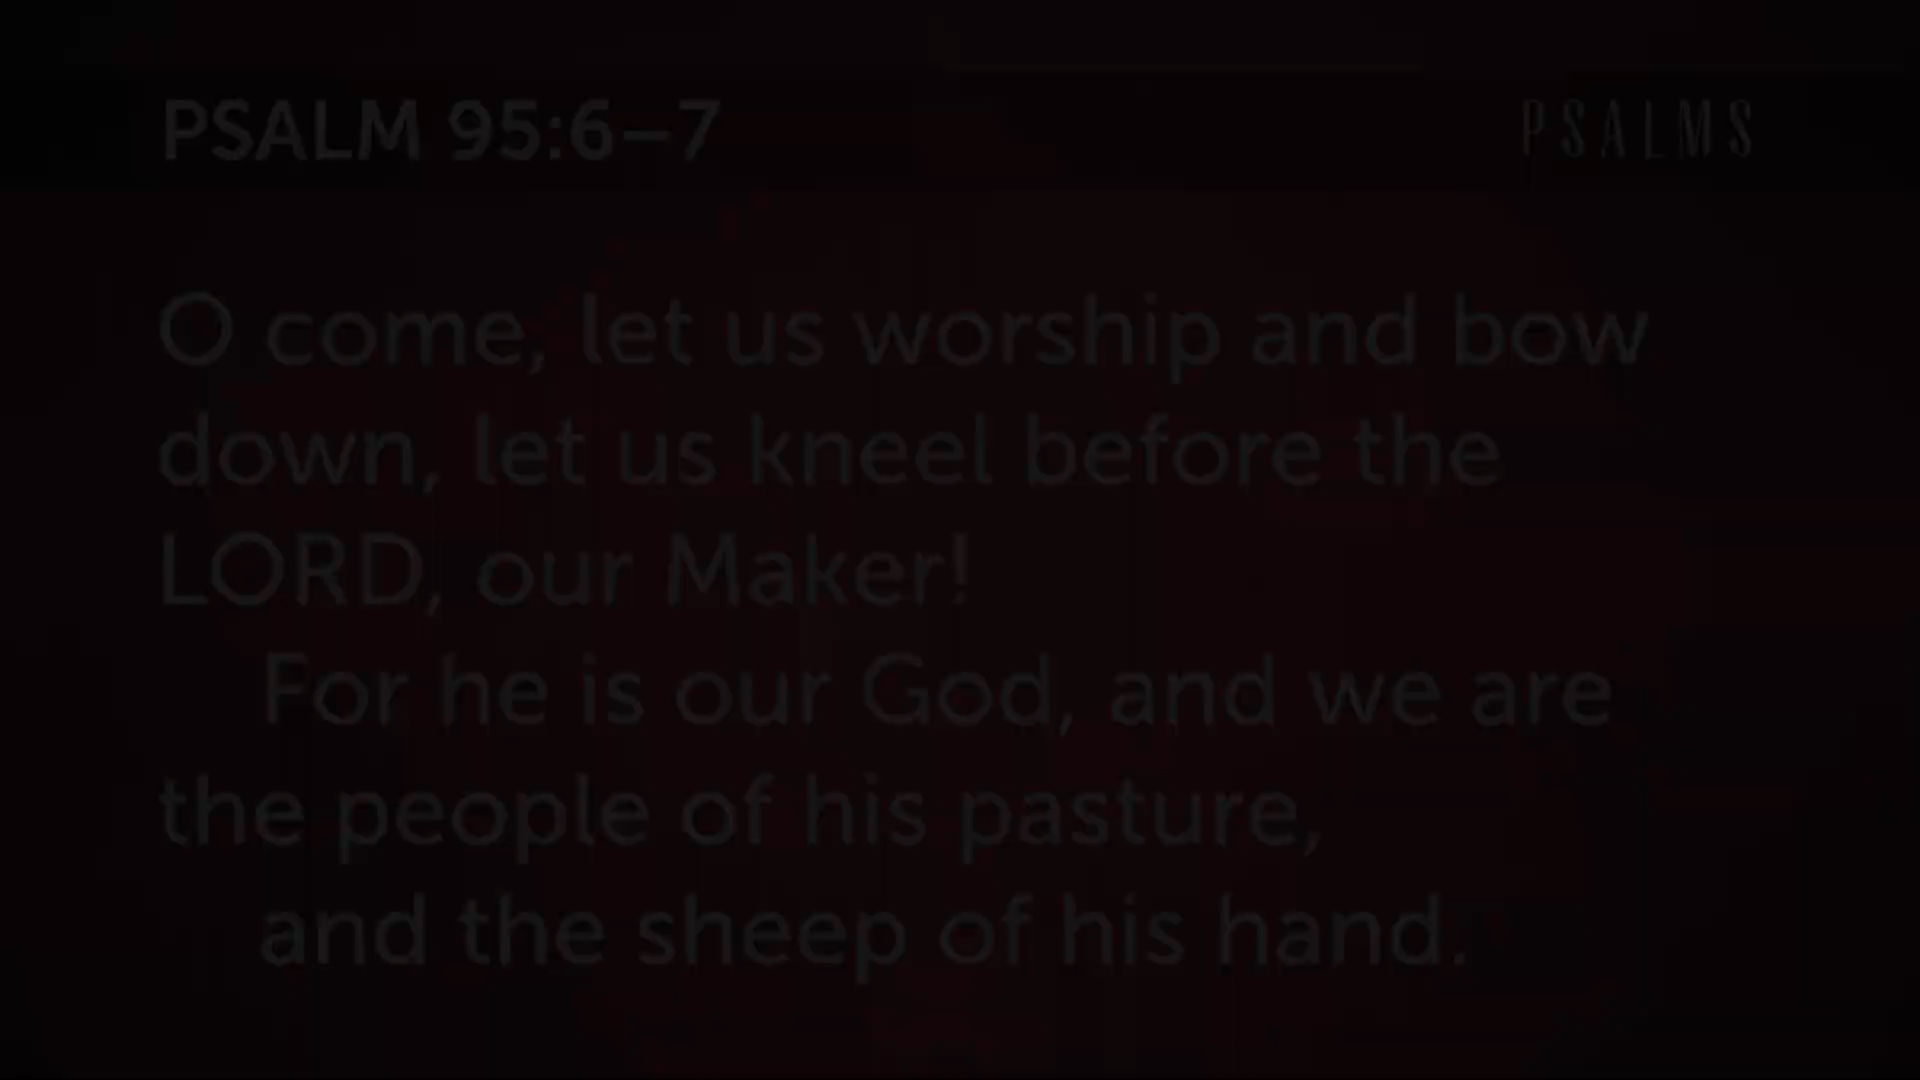 PSALM 95:6–7
PSALMS
O come, let us worship and bow
down, let us kneel before the
LORD, our Maker!
For he is our God, and we are
the people of his pasture,
and the sheep of his hand.